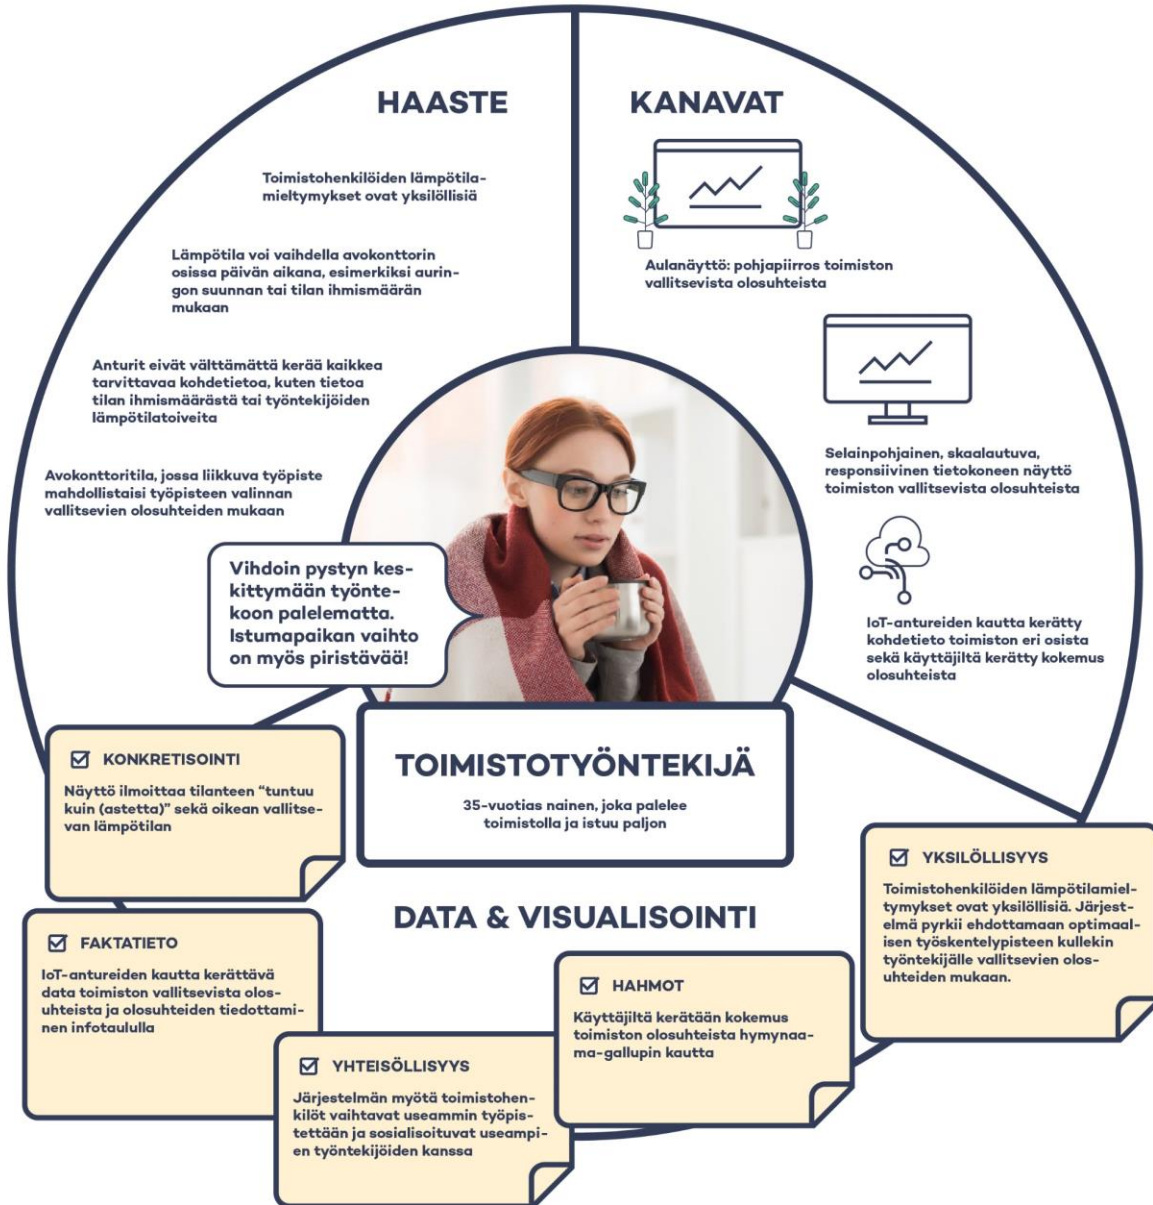 HAASTE
Toimistohenkilöiden lämpötila-
mieltymykset ovat yksilöllisiä
Lämpötila voi vaihdella avokonttorin
osissa päivän aikana, esimerkiksi aurin-
gon suunnan tai tilan ihmismäärän
mukaan
Anturit eivät välttämättä kerää kaikkea
tarvittavaa kohdetietoa, kuten tietoa
tilan ihmismäärästä tai työntekijöiden
lämpötilatoiveita
Avokonttoritila, jossa liikkuva työpiste
mahdollistaisi työpisteen valinnan
vallitsevien olosuhteiden mukaan
KANAVAT
Aulanäyttö: pohjapiirros toimiston
vallitsevista olosuhteista
Selainpohjainen, skaalautuva,
responsiivinen tietokoneen näyttö
toimiston vallitsevista olosuhteista
IoT-antureiden kautta kerätty
kohdetieto toimiston eri osista
sekä käyttäjiltä kerätty kokemus
olosuhteista
Vihdoin pystyn kes-
kittymään työnte-
koon palelematta.
Istumapaikan vaihto
on myös piristävää!
TOIMISTOTYÖNTEKIJÄ
35-vuotias nainen, joka palelee
toimistolla ja istuu paljon
DATA & VISUALISOINTI
KONKRETISOINTI
Näyttö ilmoittaa tilanteen “tuntuu
kuin (astetta)” sekä oikean vallitse-
van lämpötilan
FAKTATIETO
IoT-antureiden kautta kerättävä
data toimiston vallitsevista olos-
uhteista ja olosuhteiden tiedottami-
nen infotaululla
YHTEISÖLLISYYS
Järjestelmän myötä toimistohen-
kilöt vaihtavat useammin työpis-
tettään ja sosialisoituvat useampi-
en työntekijöiden kanssa
HAHMOT
Käyttäjiltä kerätään kokemus
toimiston olosuhteista hymynaa-
ma-gallupin kautta
YKSILÖLLISYYS
Toimistohenkilöiden lämpötilamiel-
tymykset ovat yksilöllisiä. Järjest-
elmä pyrkii ehdottamaan optimaal-
isen työskentelypisteen kullekin
työntekijälle vallitsevien olos-
uhteiden mukaan.